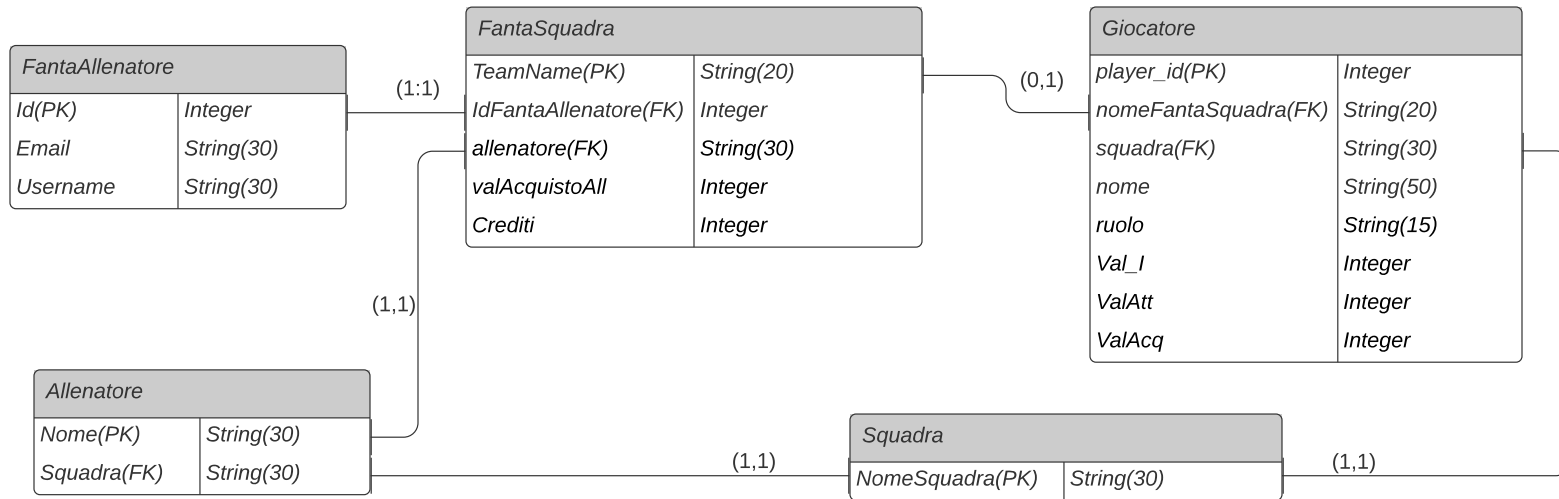 FantaAllenatore
Id(PK) Integer
Email String(30)
Username String(30)
(1:1)
FantaSquadra
TeamName(PK) String(20)
IdFantaAllenatore(FK) Integer
allenatore(FK) String(30)
valAcquistoAll Integer
Crediti Integer
(0,1)
Giocatore
player_id(PK) Integer
nomeFantaSquadra(FK) String(20)
squadra(FK) String(30)
nome String(50)
ruolo String(15)
Val_I Integer
ValAtt Integer
ValAcq Integer
(1,1)
Allenatore
Nome(PK) String(30)
Squadra(FK) String(30)
(1,1)
Squadra
NomeSquadra(PK) String(30)
(1,1)